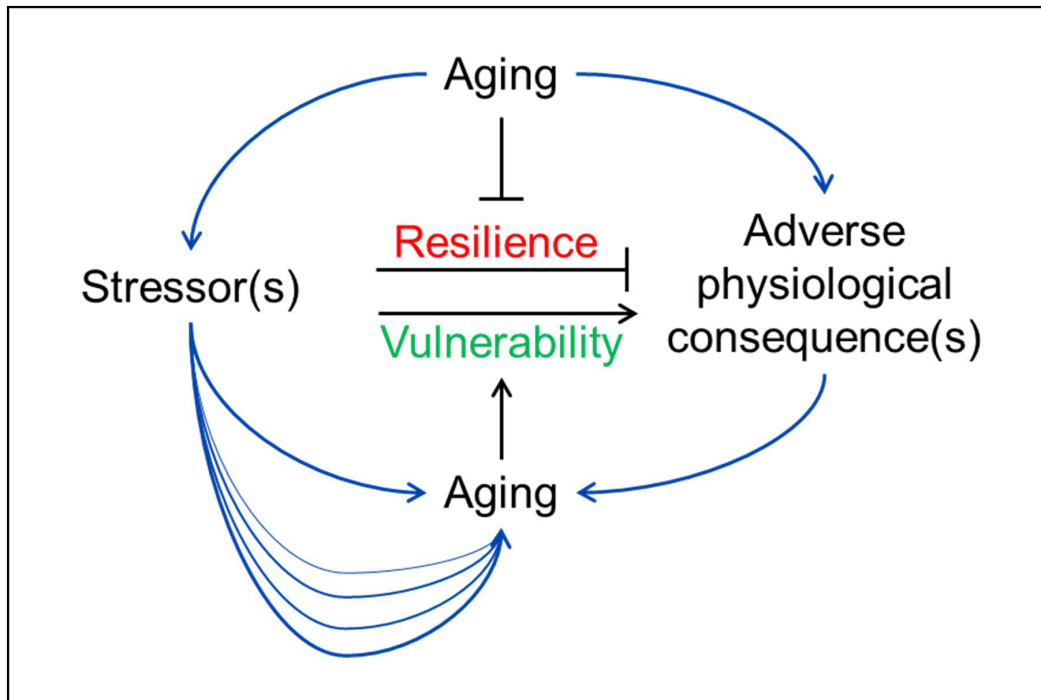 Aging
Resilience
Stressor(s)
Vulnerability
Adverse
physiological
consequence(s)
Aging